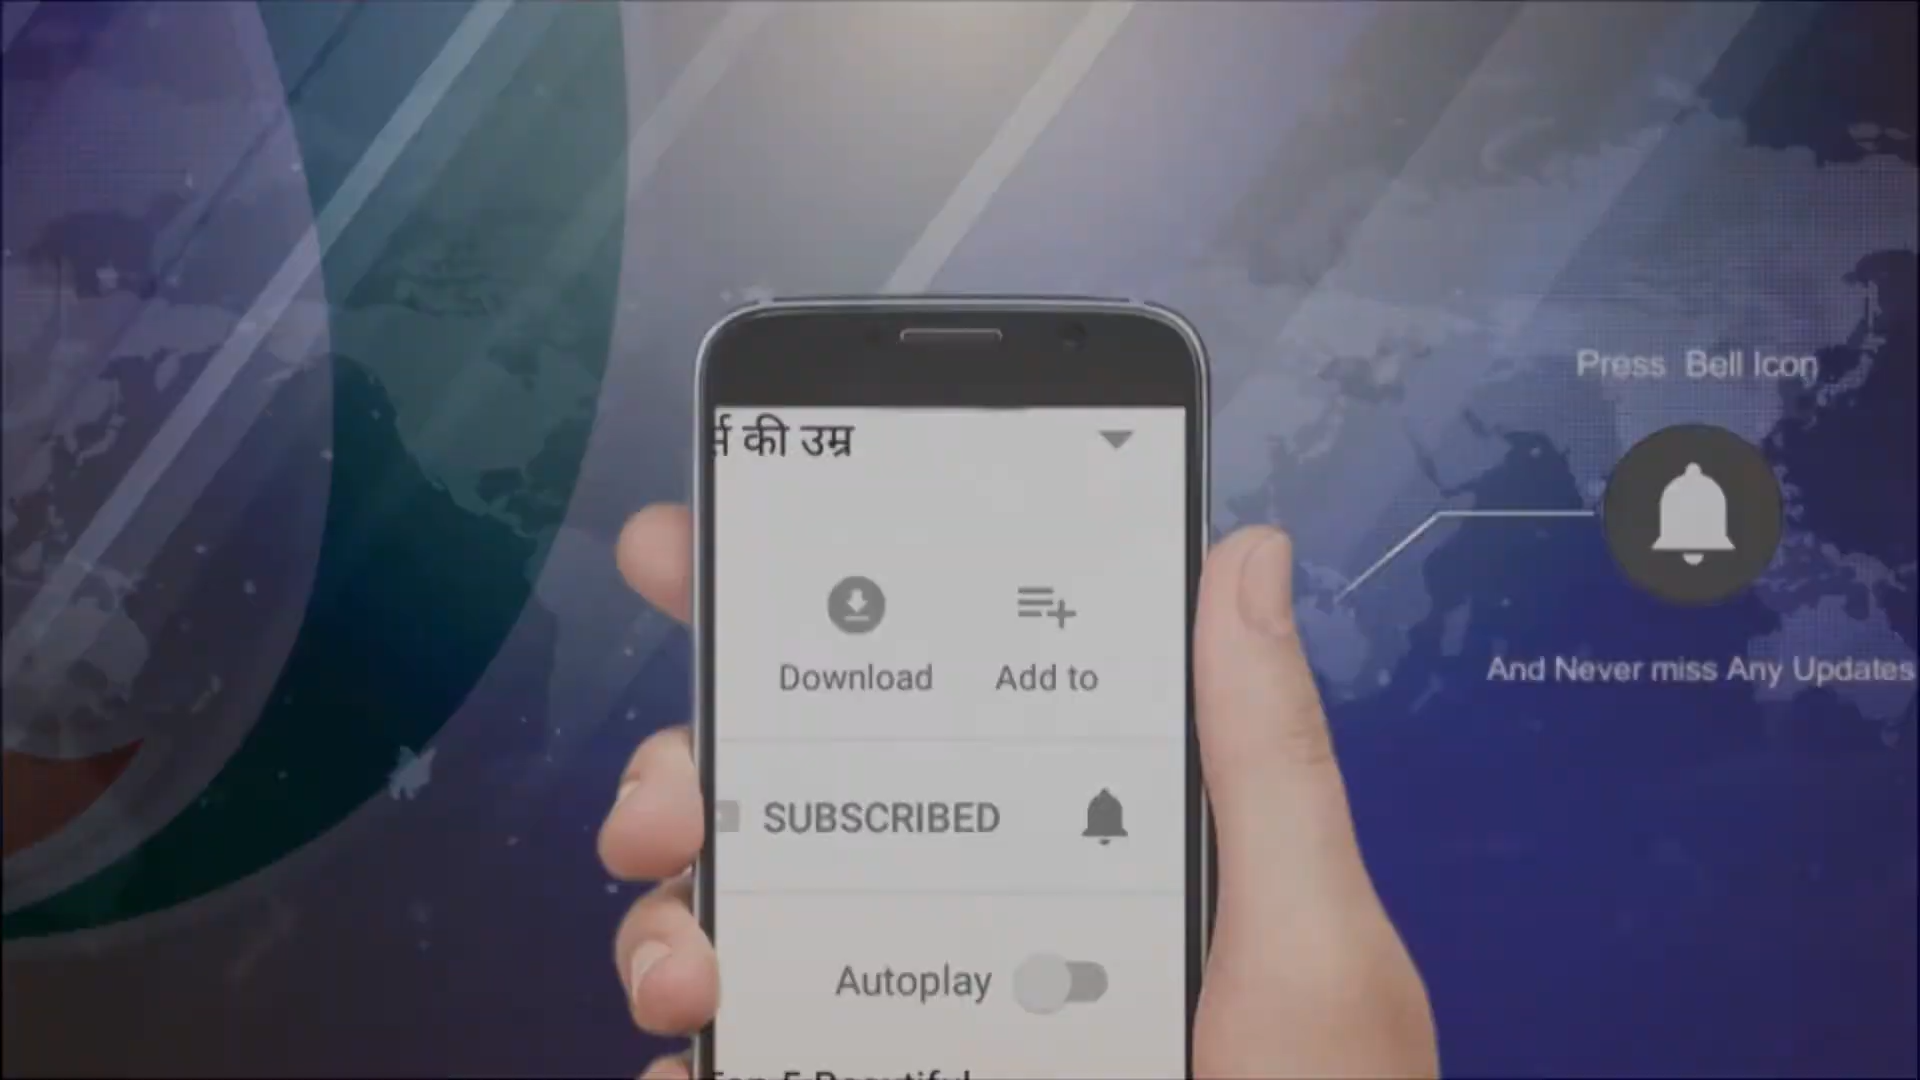 की उम्र
Press Bell Icon
Download
Add to
And Never miss Any Updates
SUBSCRIBED
Autoplay